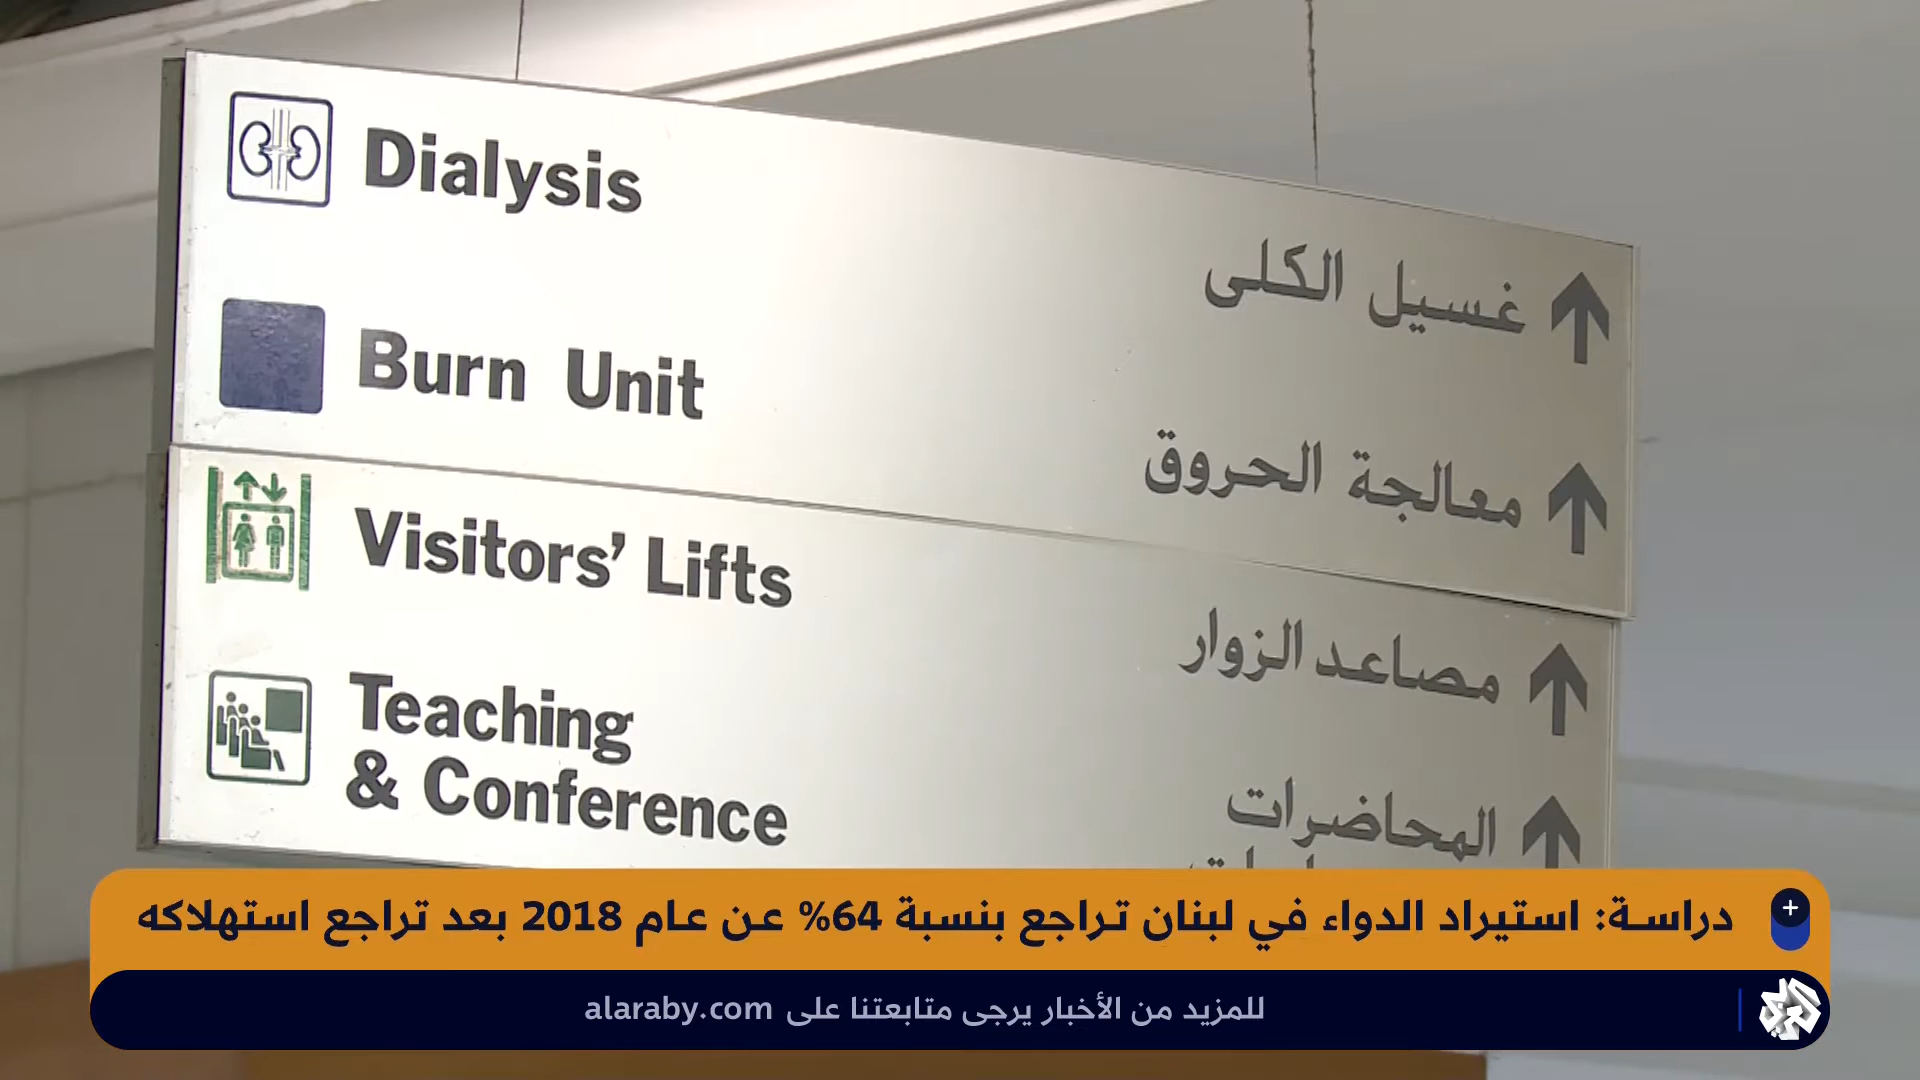 Dialysis
غسيل الكلى
Burn Unit
معالجة الحروق
Visitors' Lifts
مصاعد الزوار
Teaching
& Conference
المحاضرات
دراسة: استيراد الدواء في لبنان تراجع بنسبة 64% عن عام 2018 بعد تراجع استهلاكه
للمزيد من الأخبار يرجى متابعتنا على alaraby.com